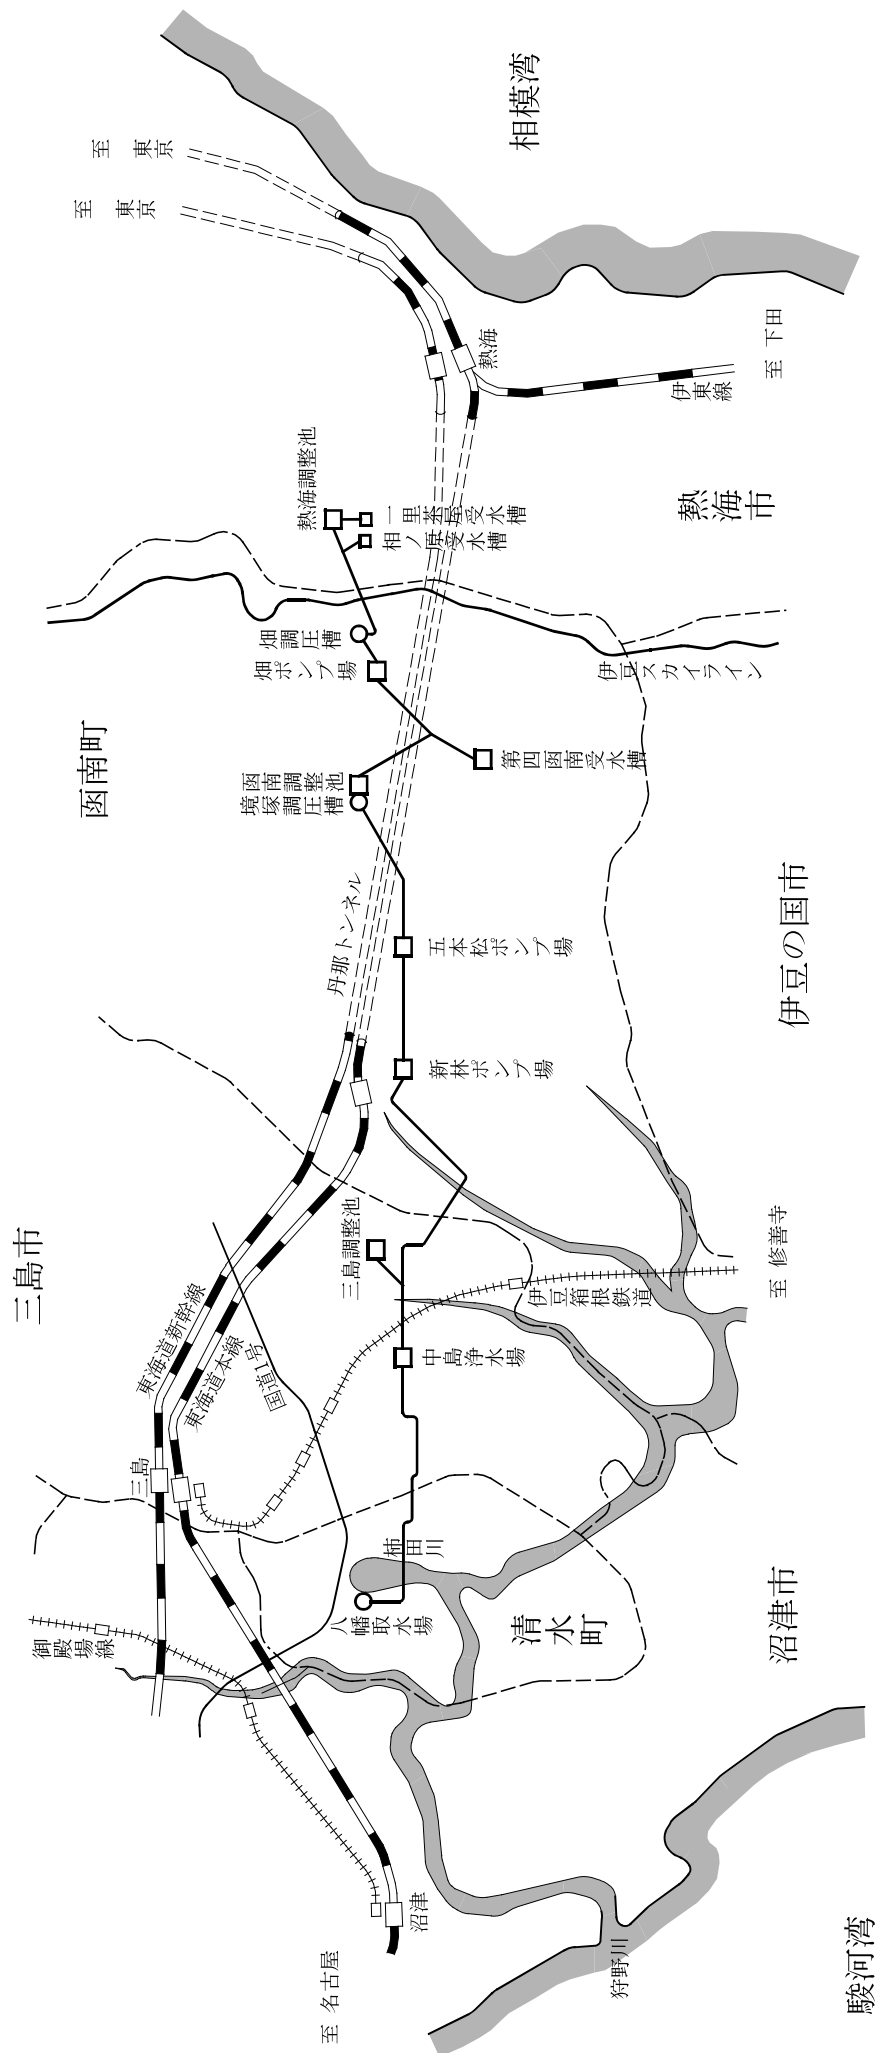 相模湾
至 東京
至 東京
熱海
至 下田
伊東線
熱海市
熱海調整池
一里茶屋受水槽
相ノ原受水槽
畑調圧槽
畑ポンプ場
伊豆スカイライン
函南町
第四函南受水槽
函南調整池
境塚調圧槽
丹那トンネル
五本松ポンプ場
伊豆の国市
新林ポンプ場
三島市
三島調整池
至 修善寺
伊豆箱根鉄道
東海道新幹線
東海道本線
国道1号
中島浄水場
三島
柿田川
八幡取水場
清水町
沼津市
御殿場線
沼津
至 名古屋
狩野川
駿河湾